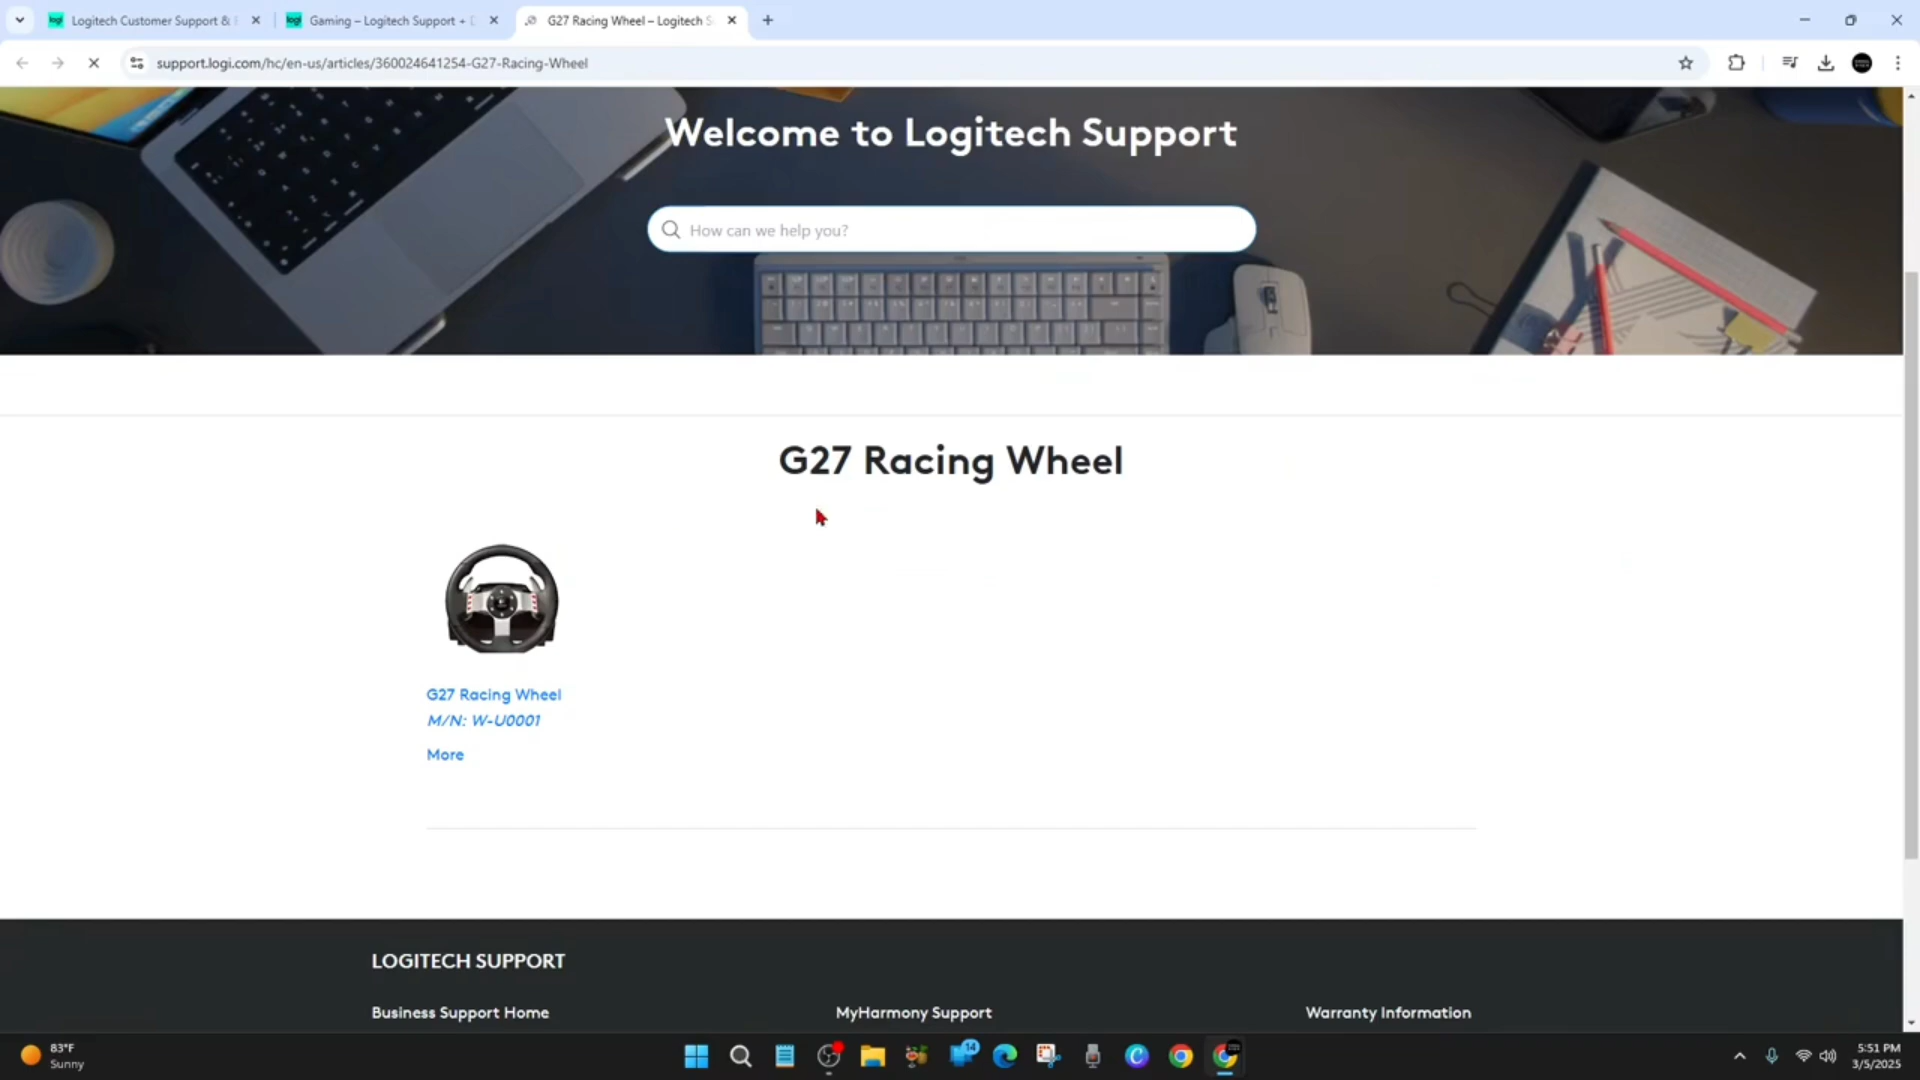 Logitech Customer Support &
Gaming – Logitech Support +
G27 Racing Wheel – Logitech S
support.logi.com/hc/en-us/articles/360024641254-G27-Racing-Wheel
Welcome to Logitech Support
How can we help you?
G27 Racing Wheel
G27 Racing Wheel
M/N: W-U0001
More
LOGITECH SUPPORT
Business Support Home
MyHarmony Support
Warranty Information
83°F
Sunny
14
5:51 PM
3/5/2025